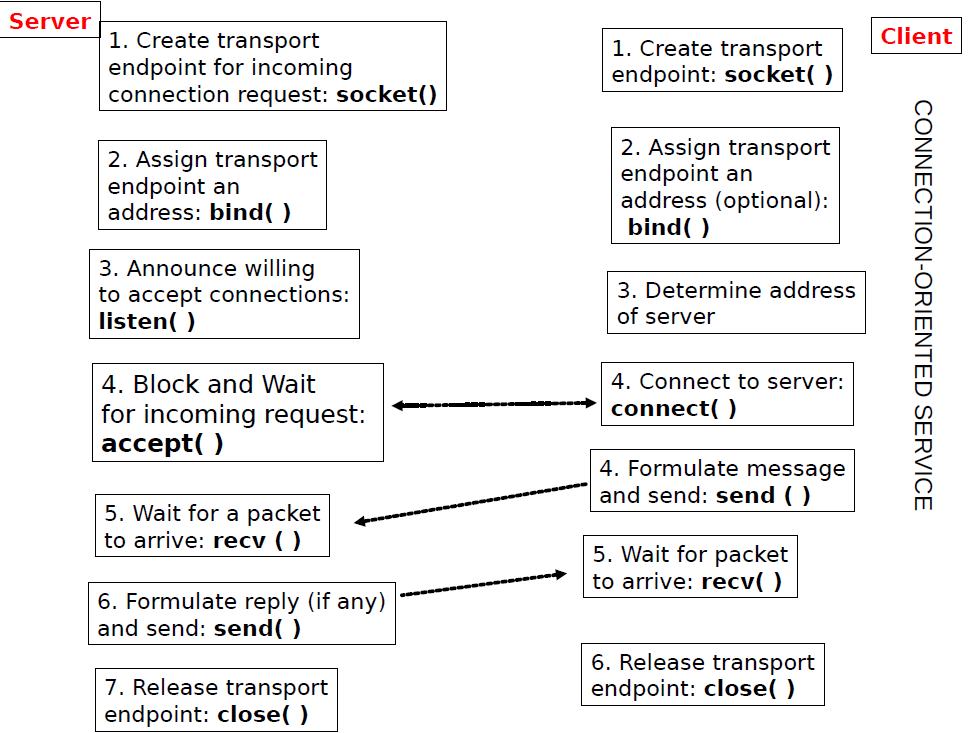 Server
1. Create transport
endpoint for incoming
connection request: socket()
2. Assign transport
endpoint an
address: bind( )
3. Announce willing
to accept connections:
listen( )
4. Block and Wait
for incoming request:
accept( )
5. Wait for a packet
to arrive: recv ( )
6. Formulate reply (if any)
and send: send( )
7. Release transport
endpoint: close( )
Client
1. Create transport
endpoint: socket( )
2. Assign transport
endpoint an
address (optional):
bind( )
3. Determine address
of server
4. Connect to server:
connect( )
4. Formulate message
and send: send ( )
5. Wait for packet
to arrive: recv( )
6. Release transport
endpoint: close( )
CONNECTION-ORIENTED SERVICE